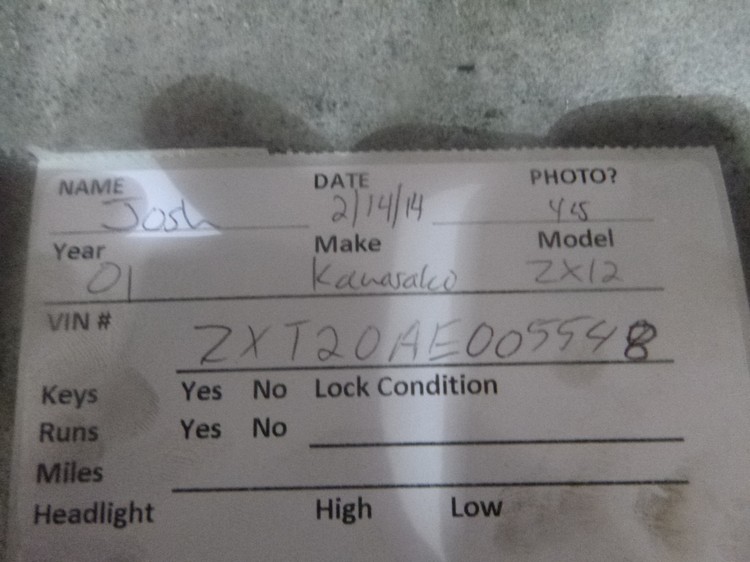 NAME DATE PHOTO?
Josh 2/14/14 yes
Year Make Model
01 Kawasaki ZX12
VIN # ZXT20AE005548
Keys Yes No Lock Condition
Runs Yes No
Miles
Headlight High Low